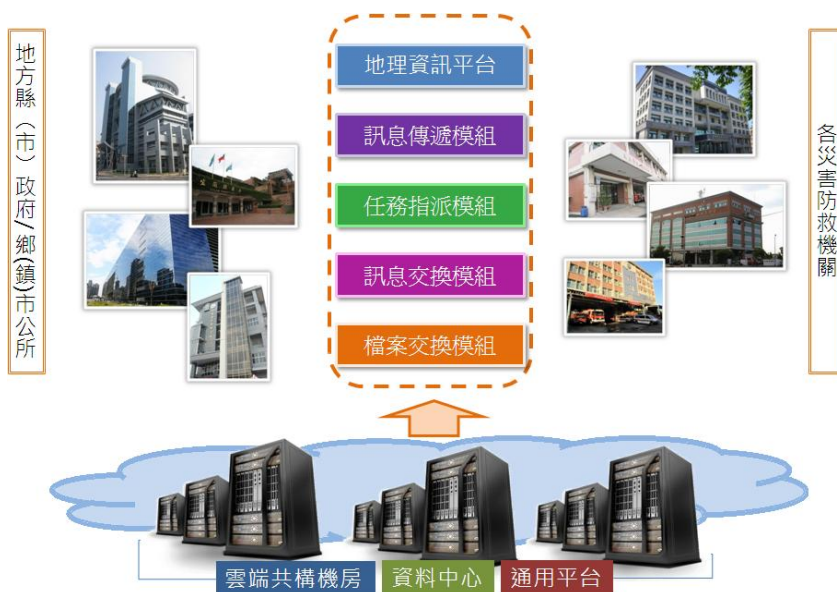 地方縣（市）政府/鄉(鎮)市公所
地理資訊平台
訊息傳遞模組
任務指派模組
訊息交換模組
檔案交換模組
各災害防救機關
雲端共構機房
資料中心
通用平台